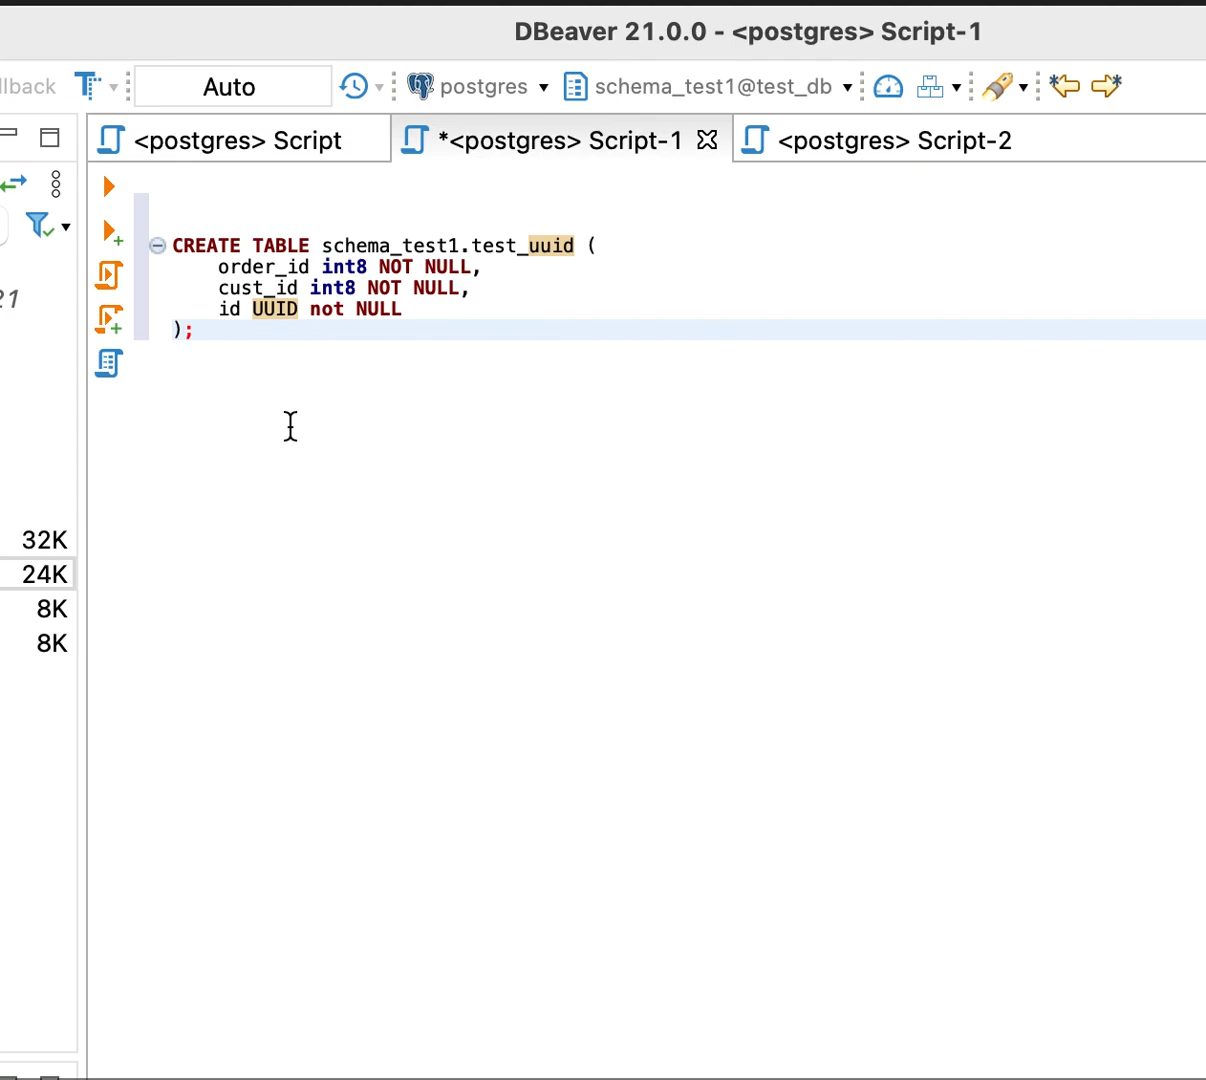 DBeaver 21.0.0 - <postgres> Script-1
llback Auto postgres schema_test1@test_db
<postgres> Script *<postgres> Script-1 <postgres> Script-2
CREATE TABLE schema_test1.test_uuid (
order_id int8 NOT NULL,
cust_id int8 NOT NULL,
id UUID not NULL
);
21
32K
24K
8K
8K